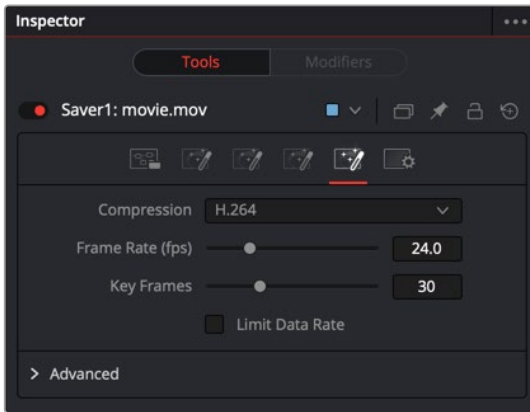 Inspector
Tools Modifiers
Saver1: movie.mov
Compression H.264
Frame Rate (fps) 24.0
Key Frames 30
Limit Data Rate
Advanced